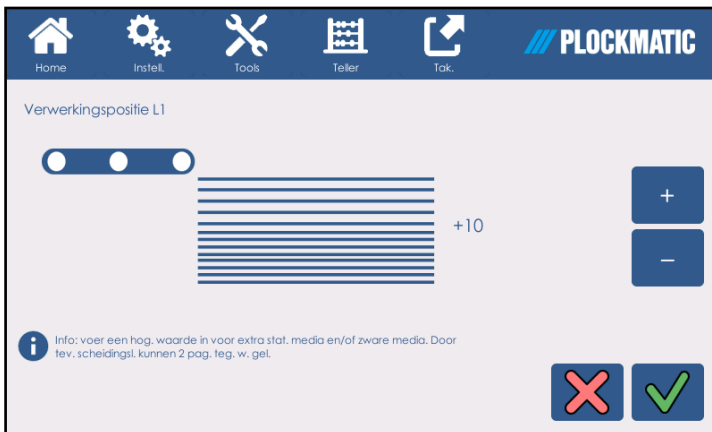 Home
Instell.
Tools
Teller
Tak.
PLOCKMATIC
Verwerkingspositie L1
+10
+
–
Info: voer een hog. waarde in voor extra stat. media en/of zware media. Door
tev. scheidingsl. kunnen 2 pag. teg. w. gel.